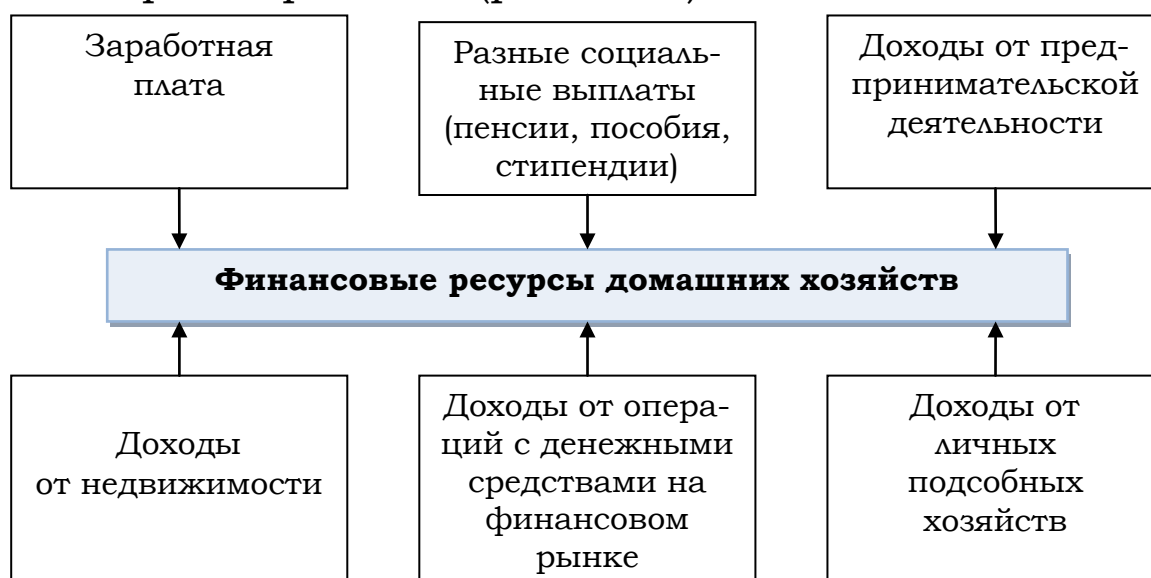 Заработная
плата
Разные социаль-
ные выплаты
(пенсии, пособия,
стипендии)
Доходы от пред-
принимательской
деятельности
Финансовые ресурсы домашних хозяйств
Доходы
от недвижимости
Доходы от опера-
ций с денежными
средствами на
финансовом
рынке
Доходы от
личных
подсобных
хозяйств